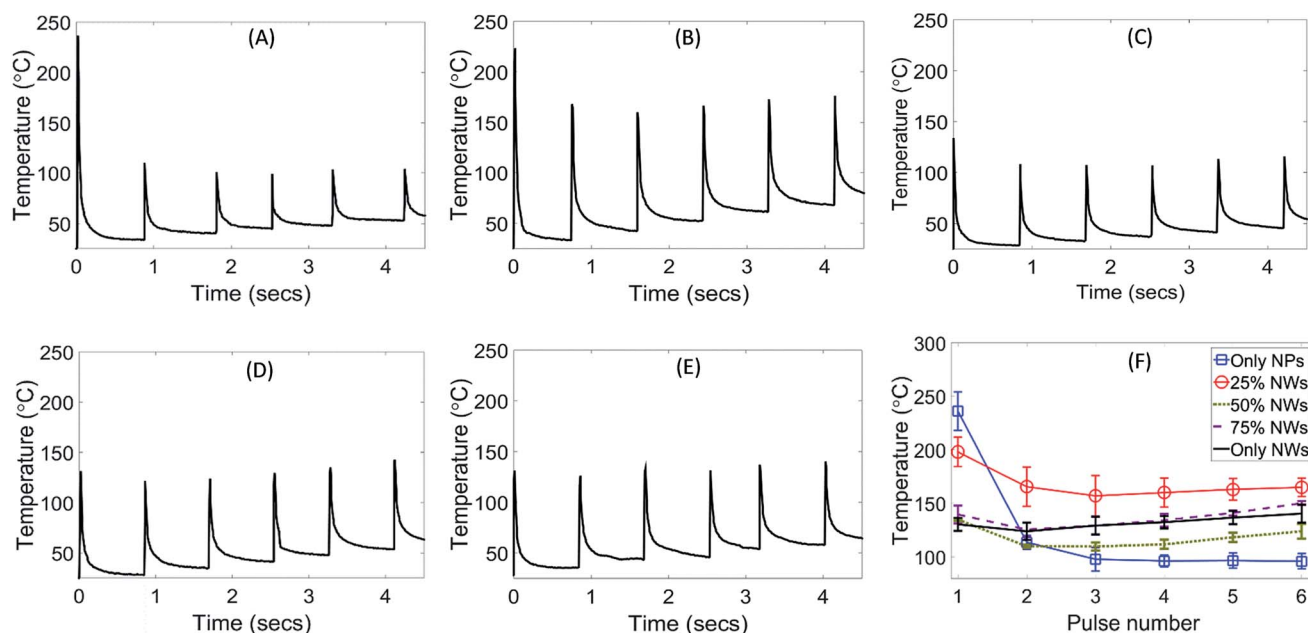 (A)
Temperature (°C)
250
200
150
100
50
0 1 2 3 4
Time (secs)
(B)
Temperature (°C)
250
200
150
100
50
0 1 2 3 4
Time (secs)
(C)
Temperature (°C)
250
200
150
100
50
0 1 2 3 4
Time (secs)
(D)
Temperature (°C)
250
200
150
100
50
0 1 2 3 4
Time (secs)
(E)
Temperature (°C)
250
200
150
100
50
0 1 2 3 4
Time (secs)
(F)
Temperature (°C)
300
250
200
150
100
1 2 3 4 5 6
Pulse number
Only NPs
25% NWs
50% NWs
75% NWs
Only NWs